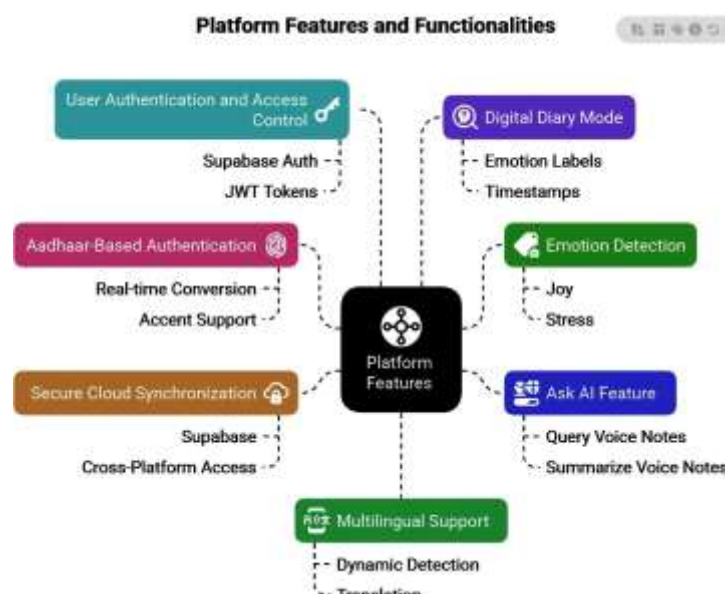 Platform Features and Functionalities
User Authentication and Access
Control
Supabase Auth
JWT Tokens
Digital Diary Mode
Emotion Labels
Timestamps
Aadhaar-Based Authentication
Real-time Conversion
Accent Support
Emotion Detection
Joy
Stress
Platform
Features
Secure Cloud Synchronization
Supabase
Cross-Platform Access
Ask AI Feature
Query Voice Notes
Summarize Voice Notes
Multilingual Support
Dynamic Detection
Translation